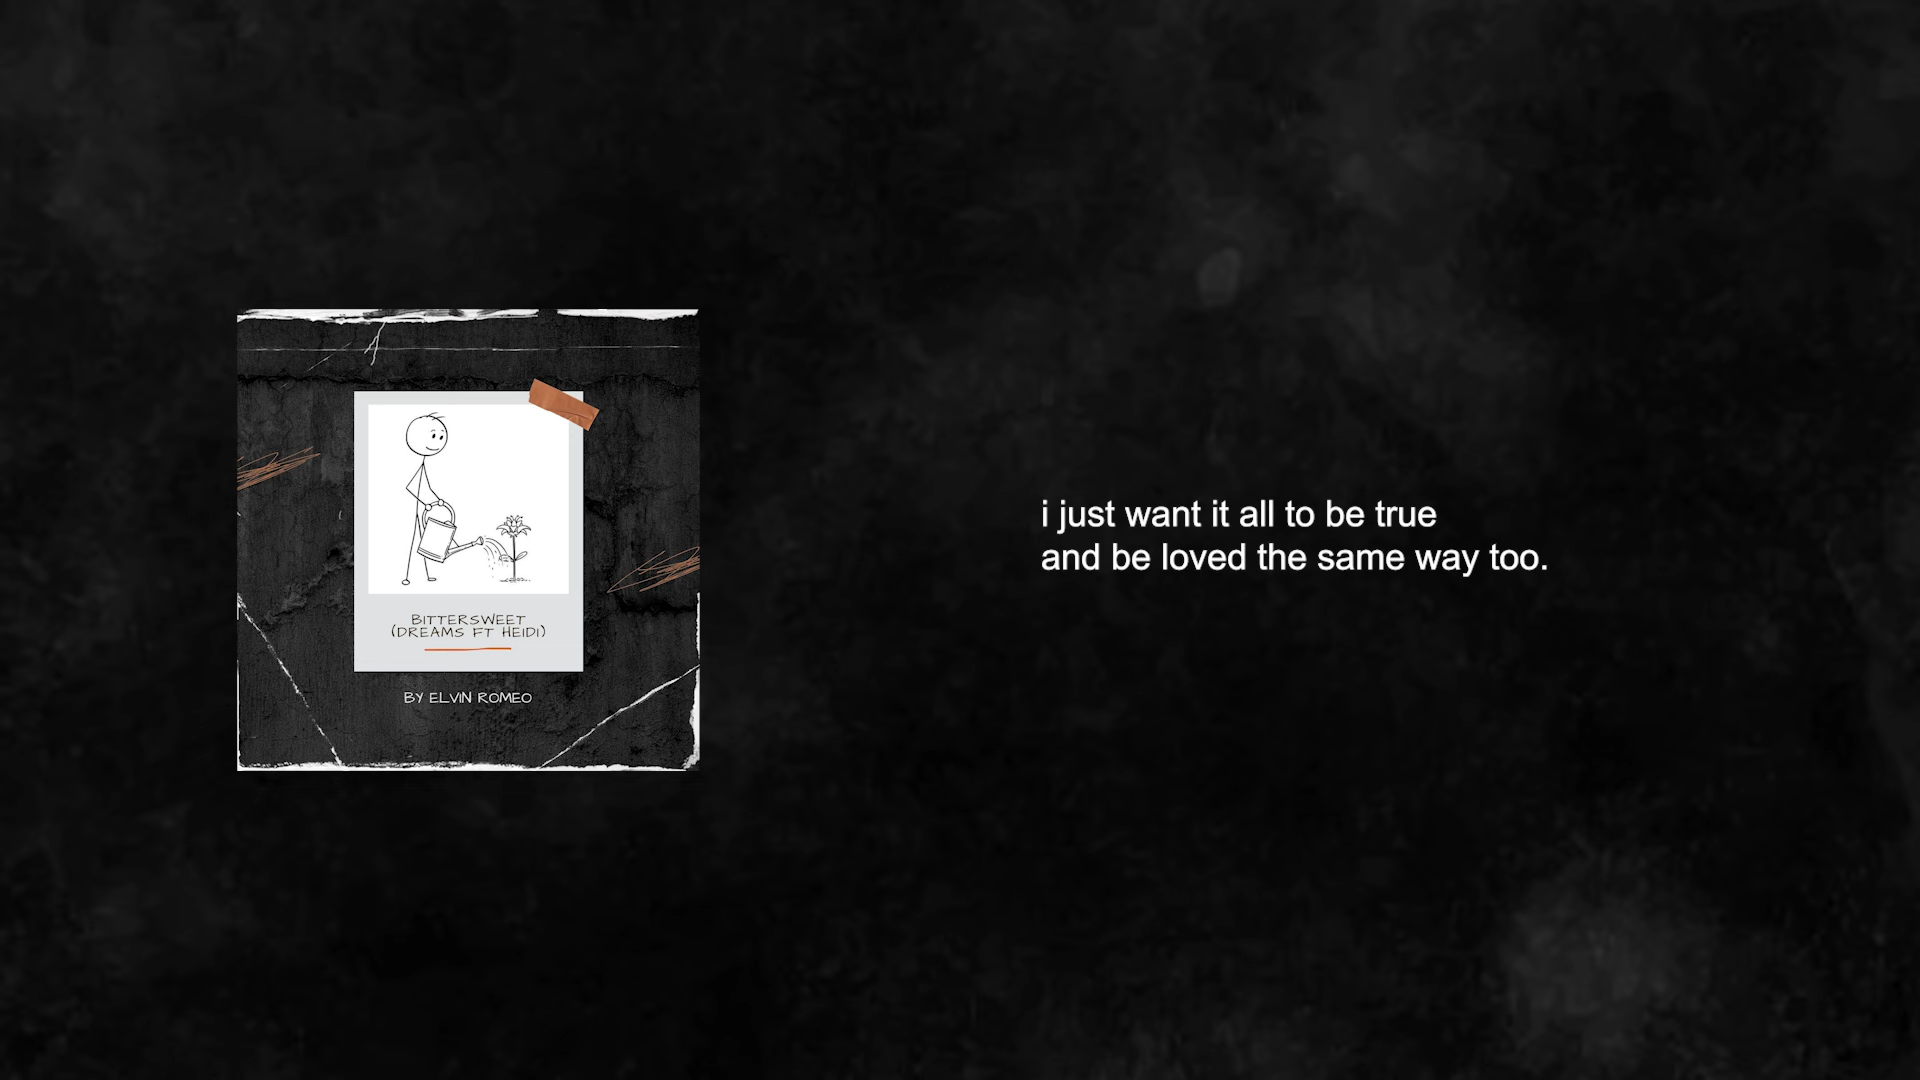 BITTERSWEET
(DREAMS FT HEIDI)
BY ELVIN ROMEO
i just want it all to be true
and be loved the same way too.